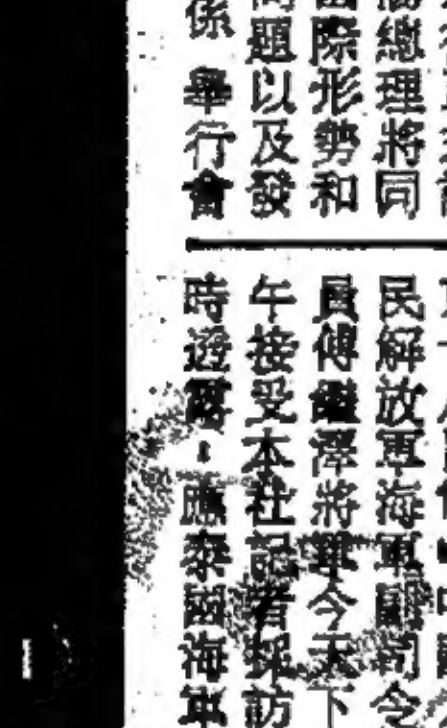 總理將同
國際形勢和
問題以及發
係 舉行會
民解放軍海軍副司令
員傅繼澤將軍今天下
午接受本社記者採訪
時透露，應泰國海軍